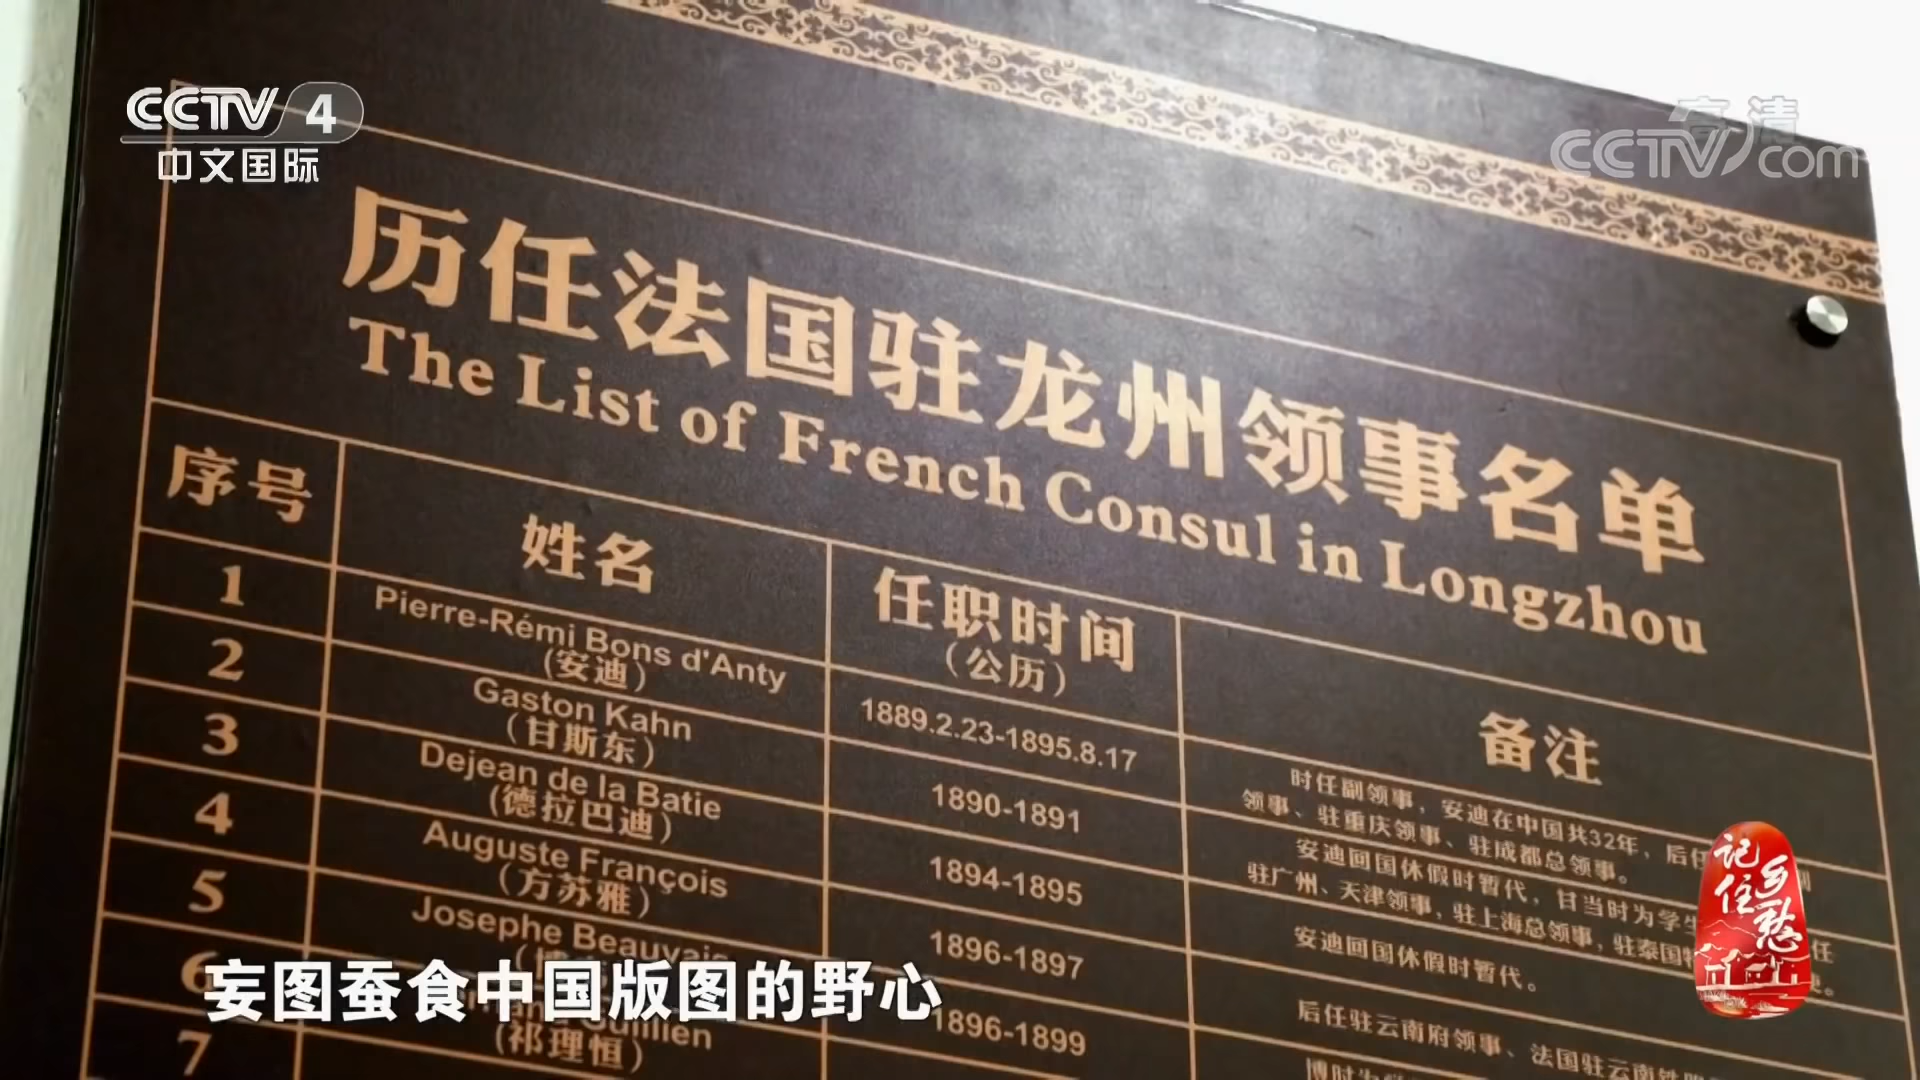 CCTV 4
中文国际
高清
CCTV.com
历任法国驻龙州领事名单
The List of French Consul in Longzhou
序号
姓名
任职时间
(公历)
备注
1
Pierre-Rémi Bons d'Anty
(安迪)
1889.2.23-1895.8.17
时任副领事，安迪在中国共32年，后任
领事、驻重庆领事、驻成都总领事。
2
Gaston Kahn
(甘斯东)
1890-1891
安迪回国休假时暂代，甘当时为学生
驻广州、天津领事，驻上海总领事，驻泰国
3
Dejean de la Batie
(德拉巴迪)
1894-1895
安迪回国休假时暂代。
4
Auguste François
(方苏雅)
1896-1897
后任驻云南府领事、法国驻云南
5
Josephe Beauvais
1896-1899
6
(祁理恒)
7
记住乡愁
妄图蚕食中国版图的野心